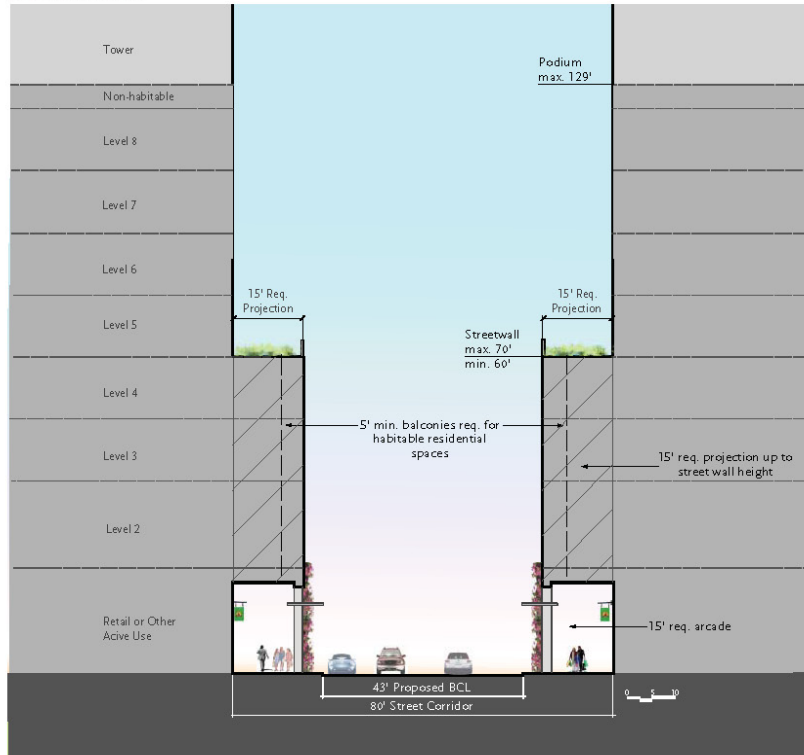 Tower
Podium
max. 129'
Non-habitable
Level 8
Level 7
Level 6
15' Req.
Projection
15' Req.
Projection
Level 5
Streetwall
max. 70'
min. 60'
Level 4
5' min. balconies req. for
habitable residential
spaces
Level 3
15' req. projection up to
street wall height
Level 2
Retail or Other
Acive Use
15' req. arcade
43' Proposed BCL
80' Street Corridor
0 5 10